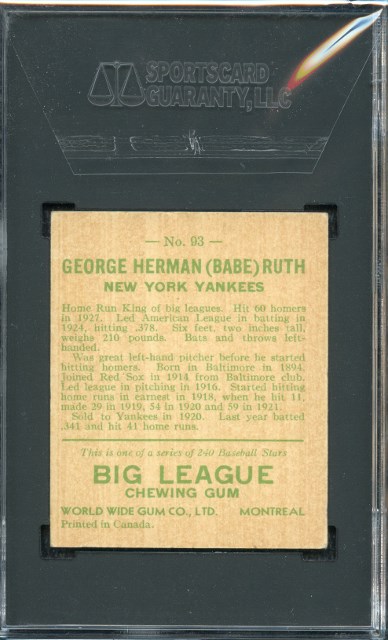 SPORTSCARD
GUARANTY, LLC
— No. 93 —
GEORGE HERMAN (BABE) RUTH
NEW YORK YANKEES
Home Run King of big leagues. Hit 60 homers
in 1927. Led American League in batting in
1924, hitting .378. Six feet, two inches tall,
weighs 210 pounds. Bats and throws left-
handed.
Was great left-hand pitcher before he started
hitting homers. Born in Baltimore in 1894.
Joined Red Sox in 1914 from Baltimore club.
Led league in pitching in 1916. Started hitting
home runs in earnest in 1918, when he hit 11,
made 29 in 1919, 54 in 1920 and 59 in 1921.
Sold to Yankees in 1920. Last year batted
.341 and hit 41 home runs.
This is one of a series of 240 Baseball Stars
BIG LEAGUE
CHEWING GUM
WORLD WIDE GUM CO., LTD. MONTREAL
Printed in Canada.